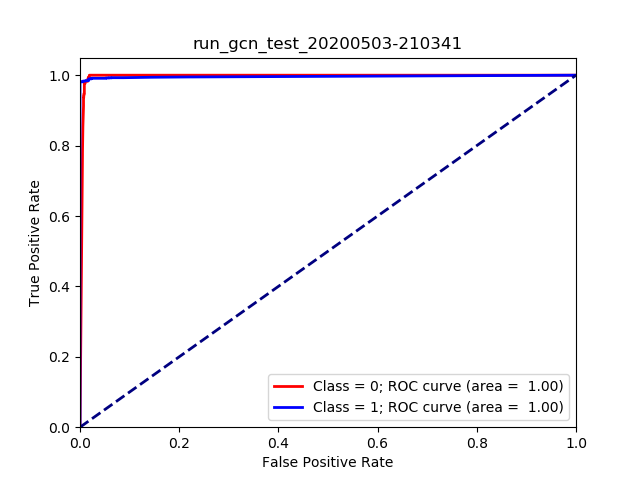 run_gcn_test_20200503-210341
True Positive Rate
1.0
0.8
0.6
0.4
0.2
0.0
Class = 0; ROC curve (area =  1.00)
Class = 1; ROC curve (area =  1.00)
0.0 0.2 0.4 0.6 0.8 1.0
False Positive Rate